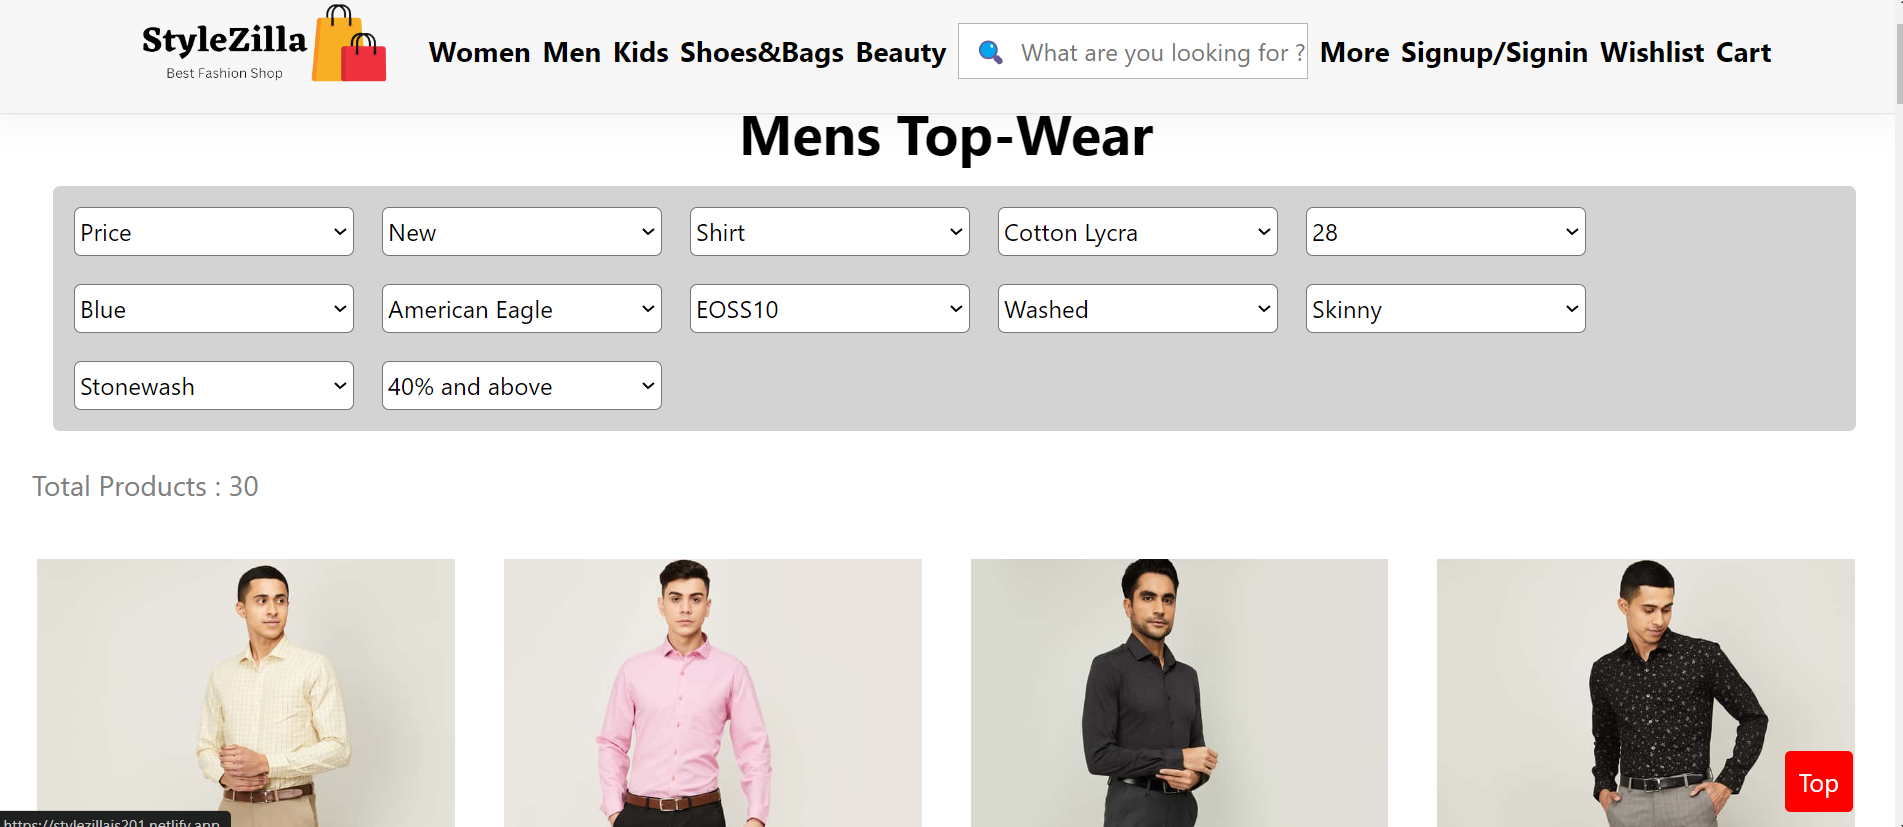 StyleZilla
Best Fashion Shop
Women Men Kids Shoes&Bags Beauty What are you looking for ? More Signup/Signin Wishlist Cart
Mens Top-Wear
Price New Shirt Cotton Lycra 28
Blue American Eagle EOSS10 Washed Skinny
Stonewash 40% and above
Total Products : 30
Top
https://stylezillajs201.netlify.app